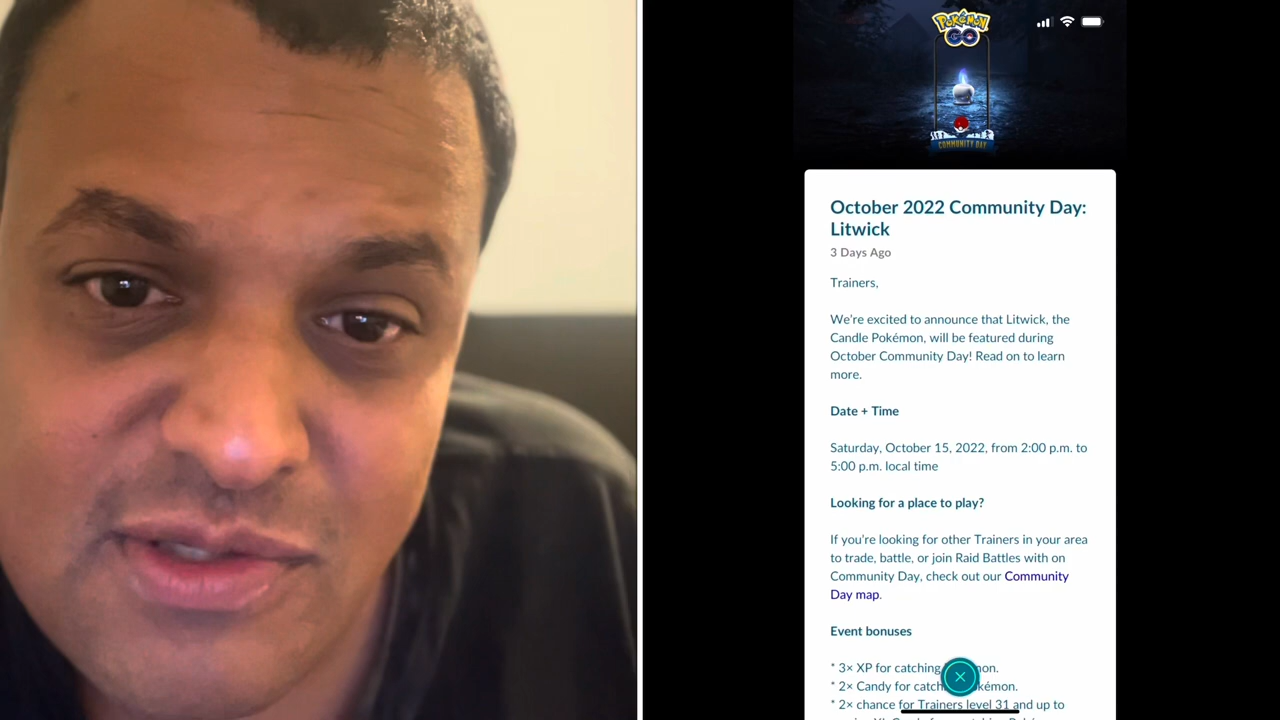 POKÉMON
GO
COMMUNITY DAY
October 2022 Community Day:
Litwick
3 Days Ago
Trainers,
We're excited to announce that Litwick, the
Candle Pokémon, will be featured during
October Community Day! Read on to learn
more.
Date + Time
Saturday, October 15, 2022, from 2:00 p.m. to
5:00 p.m. local time
Looking for a place to play?
If you're looking for other Trainers in your area
to trade, battle, or join Raid Battles with on
Community Day, check out our Community
Day map.
Event bonuses
* 3× XP for catching
* 2× Candy for
* 2× chance for Trainers level 31 and up to